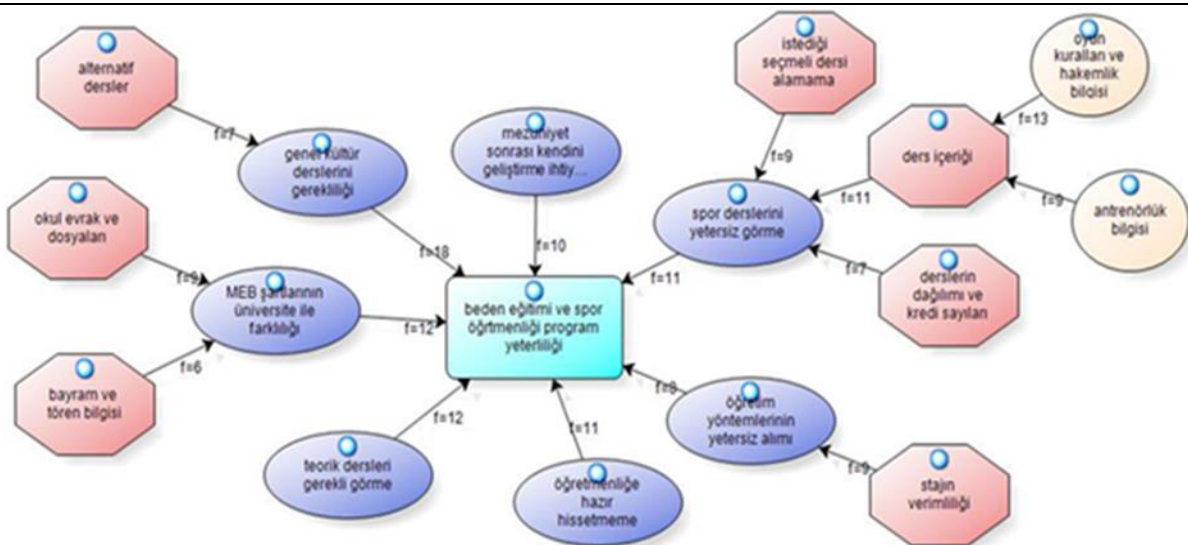 alternatif
dersler
f=7
genel kültür
derslerini
gerekliliği
f=18
mezuniyet
sonrası kendini
geliştirme ihtiy...
f=10
istediği
seçmeli dersi
alamama
f=9
oyun
kuralları ve
hakemlik
bilgisi
f=13
ders içeriği
f=11
antrenörlük
bilgisi
f=9
spor derslerini
yetersiz görme
f=11
derslerin
dağılımı ve
kredi sayıları
f=7
okul evrak ve
dosyaları
f=9
MEB şartlarının
üniversite ile
farklılığı
f=12
bayram ve
tören bilgisi
f=6
beden eğitimi ve spor
öğrtmenliği program
yeterliliği
teorik dersleri
gerekli görme
f=12
öğretmenliğe
hazır
hissetmeme
f=11
öğretim
yöntemlerinin
yetersiz alımı
f=8
stajın
verimliliği
f=9